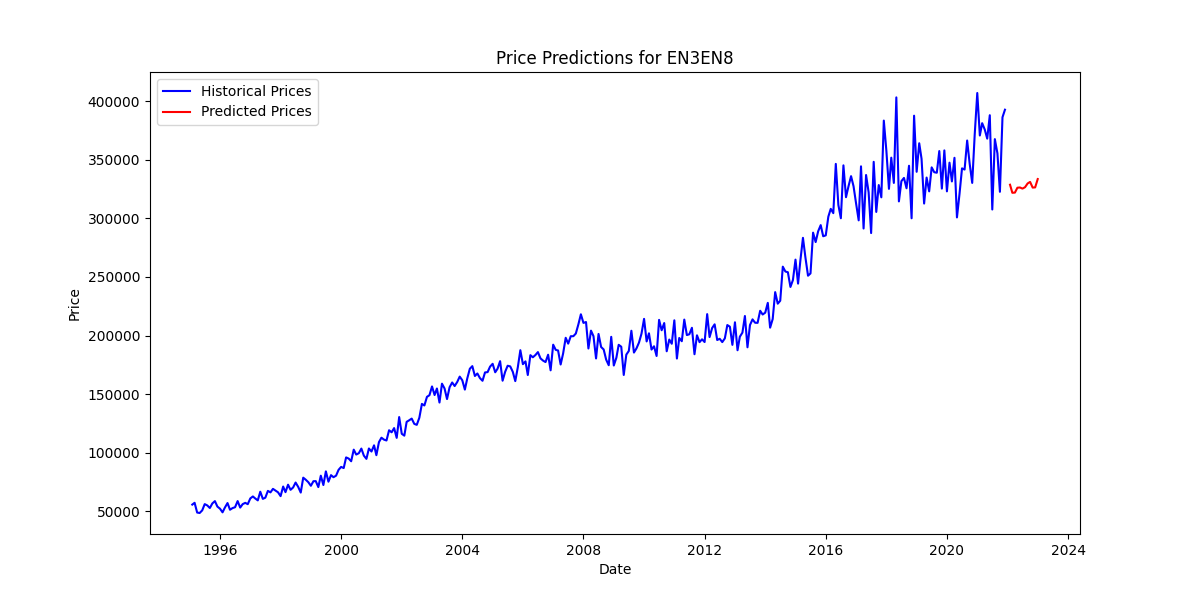 Price Predictions for EN3EN8
Historical Prices
Predicted Prices
Price
400000
350000
300000
250000
200000
150000
100000
50000
1996 2000 2004 2008 2012 2016 2020 2024
Date